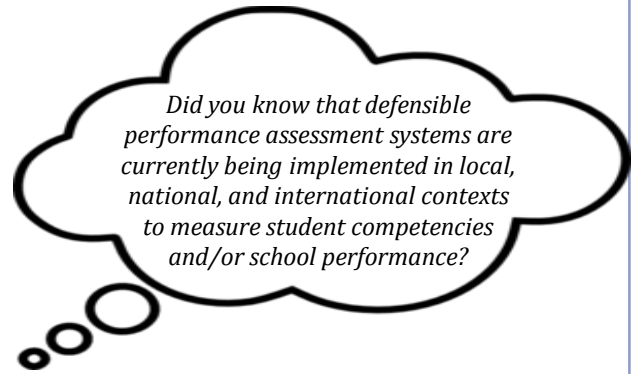 Did you know that defensible
performance assessment systems are
currently being implemented in local,
national, and international contexts
to measure student competencies
and/or school performance?